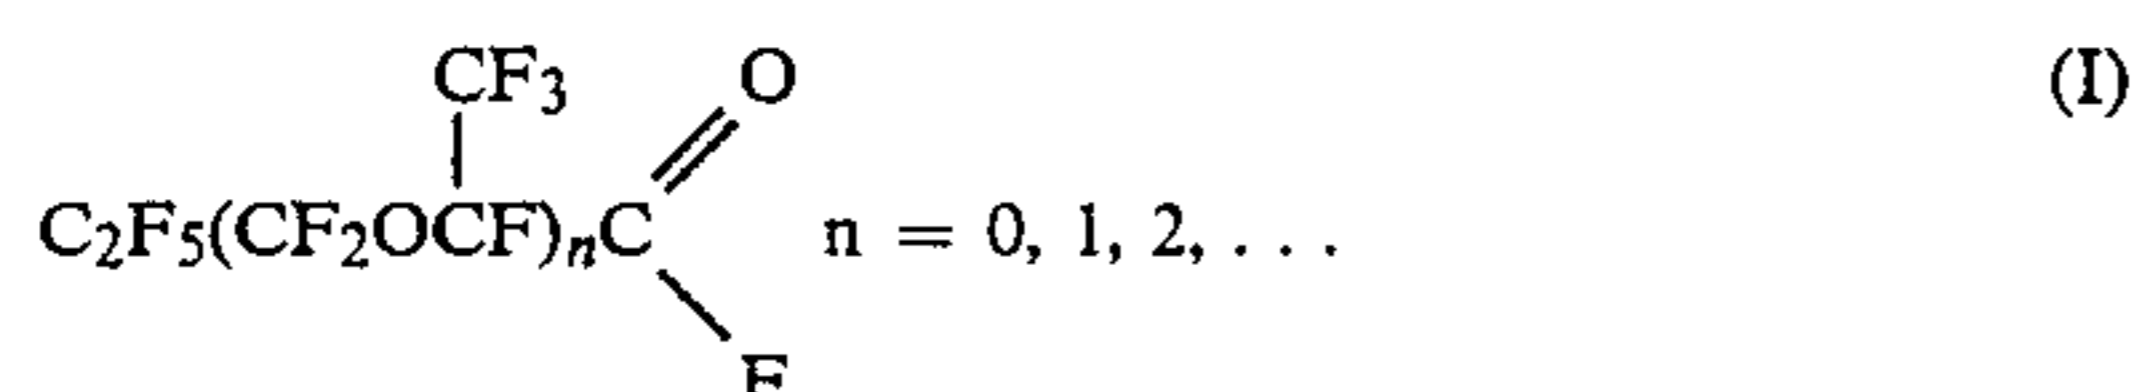 CF₃ O (I)
C₂F₅(CF₂OCF)ₙC n = 0, 1, 2, . . .
F